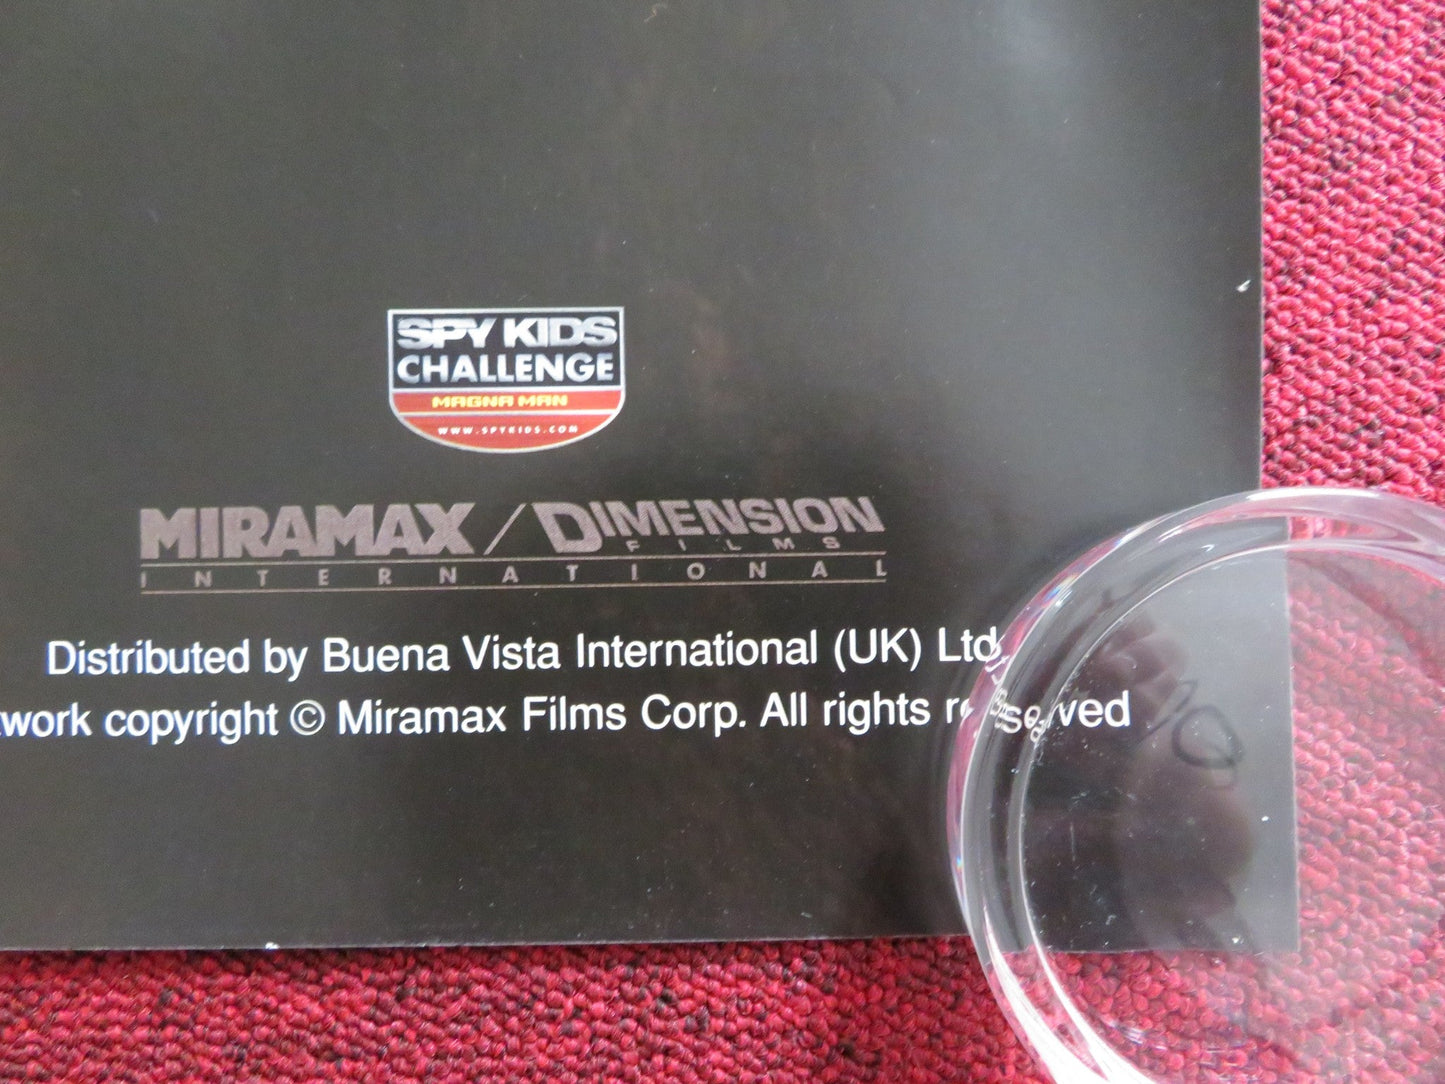 SPY KIDS
CHALLENGE
MAGNA MAN
WWW.SPYKIDS.COM
MIRAMAX / DIMENSION
FILMS
INTERNATIONAL
Distributed by Buena Vista International (UK) Ltd
twork copyright © Miramax Films Corp. All rights reserved